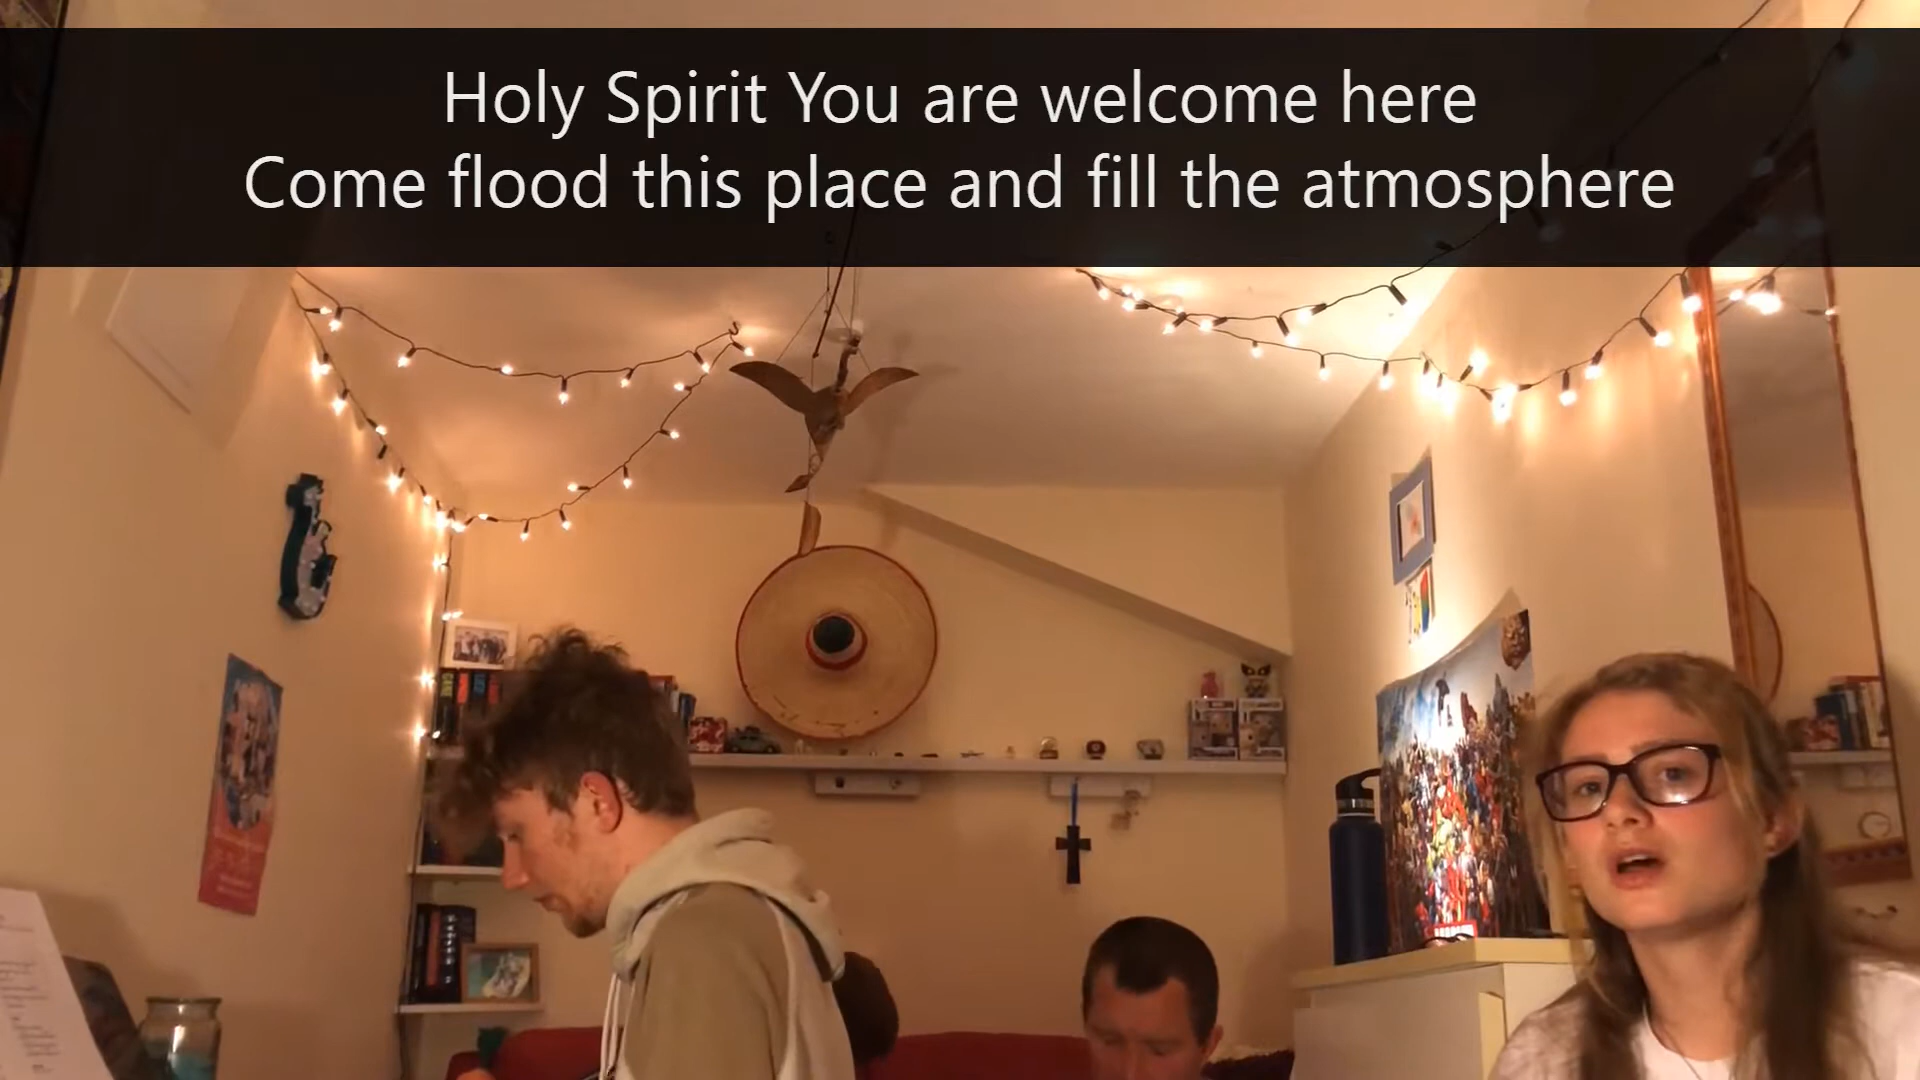 Holy Spirit You are welcome here
Come flood this place and fill the atmosphere